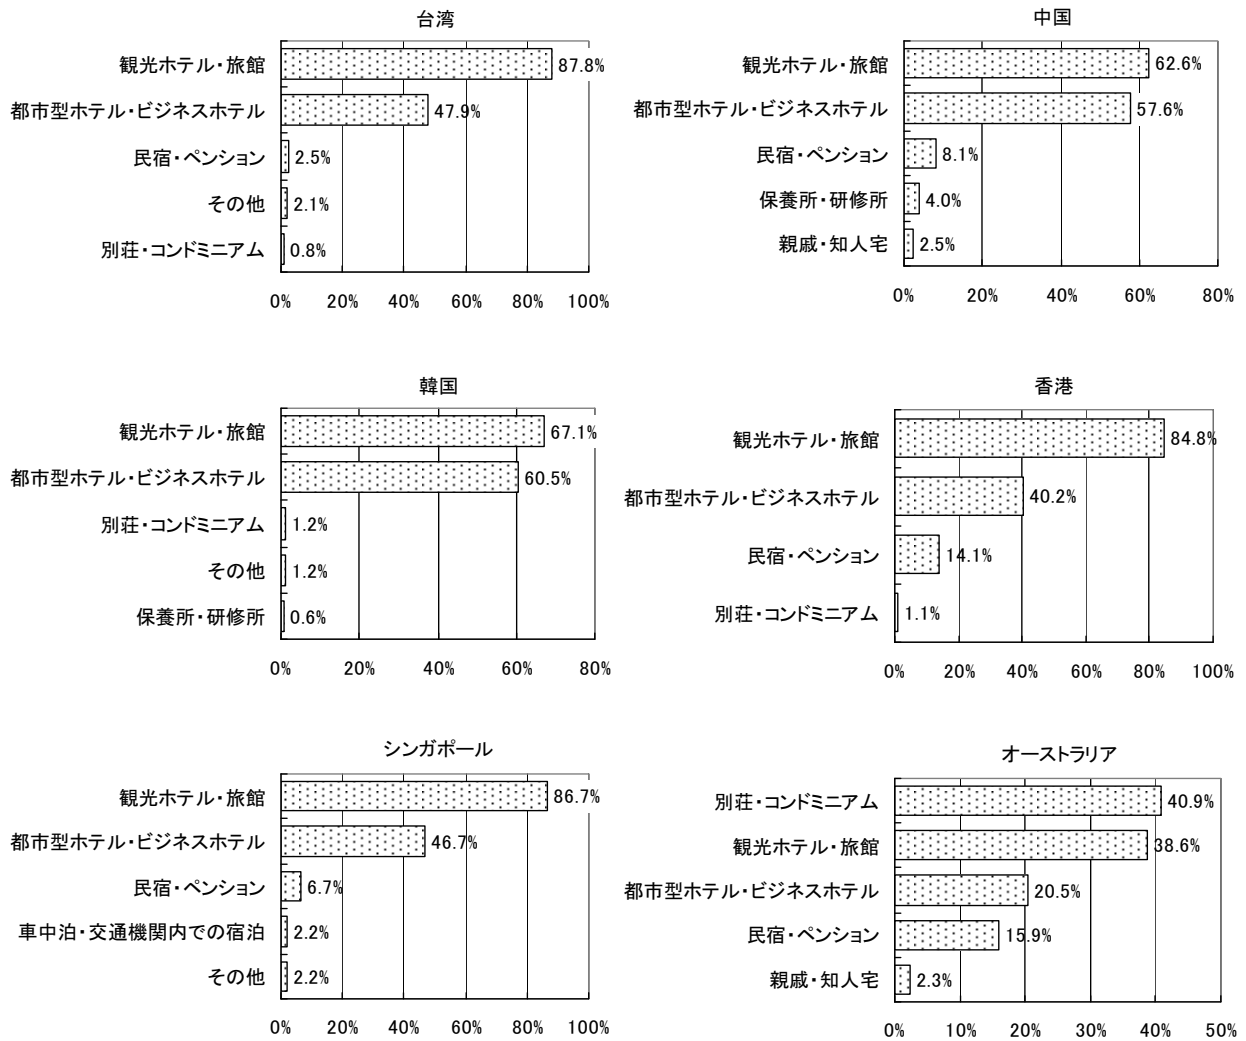 台湾
観光ホテル・旅館 87.8%
都市型ホテル・ビジネスホテル 47.9%
民宿・ペンション 2.5%
その他 2.1%
別荘・コンドミニアム 0.8%
0% 20% 40% 60% 80% 100%
中国
観光ホテル・旅館 62.6%
都市型ホテル・ビジネスホテル 57.6%
民宿・ペンション 8.1%
保養所・研修所 4.0%
親戚・知人宅 2.5%
0% 20% 40% 60% 80%
韓国
観光ホテル・旅館 67.1%
都市型ホテル・ビジネスホテル 60.5%
別荘・コンドミニアム 1.2%
その他 1.2%
保養所・研修所 0.6%
0% 20% 40% 60% 80%
香港
観光ホテル・旅館 84.8%
都市型ホテル・ビジネスホテル 40.2%
民宿・ペンション 14.1%
別荘・コンドミニアム 1.1%
0% 20% 40% 60% 80% 100%
シンガポール
観光ホテル・旅館 86.7%
都市型ホテル・ビジネスホテル 46.7%
民宿・ペンション 6.7%
車中泊・交通機関内での宿泊 2.2%
その他 2.2%
0% 20% 40% 60% 80% 100%
オーストラリア
別荘・コンドミニアム 40.9%
観光ホテル・旅館 38.6%
都市型ホテル・ビジネスホテル 20.5%
民宿・ペンション 15.9%
親戚・知人宅 2.3%
0% 10% 20% 30% 40% 50%